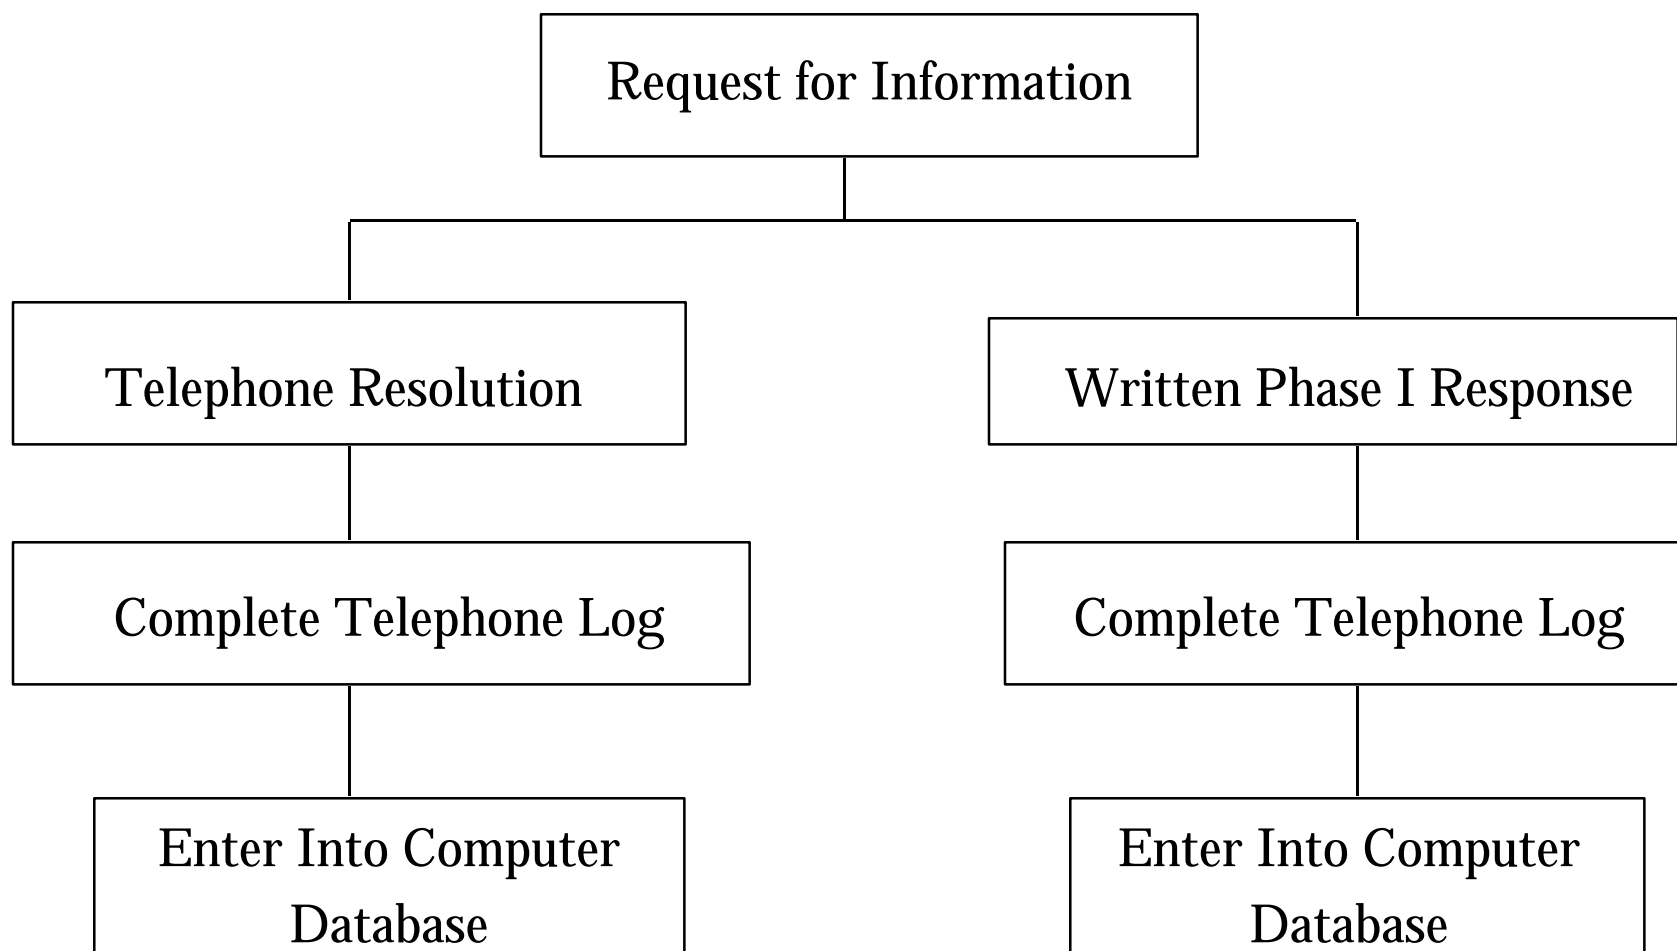 Request for Information
Telephone Resolution
Written Phase I Response
Complete Telephone Log
Complete Telephone Log
Enter Into Computer
Database
Enter Into Computer
Database